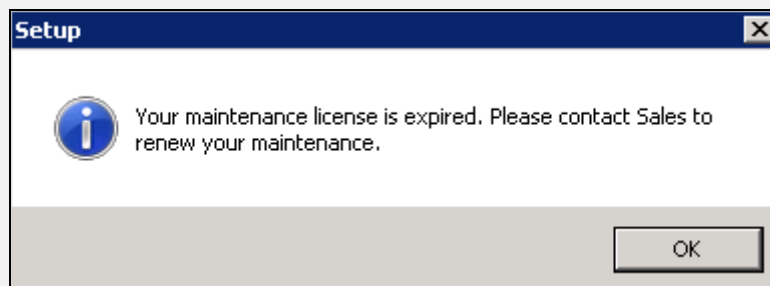 Setup
Your maintenance license is expired. Please contact Sales to
renew your maintenance.
OK